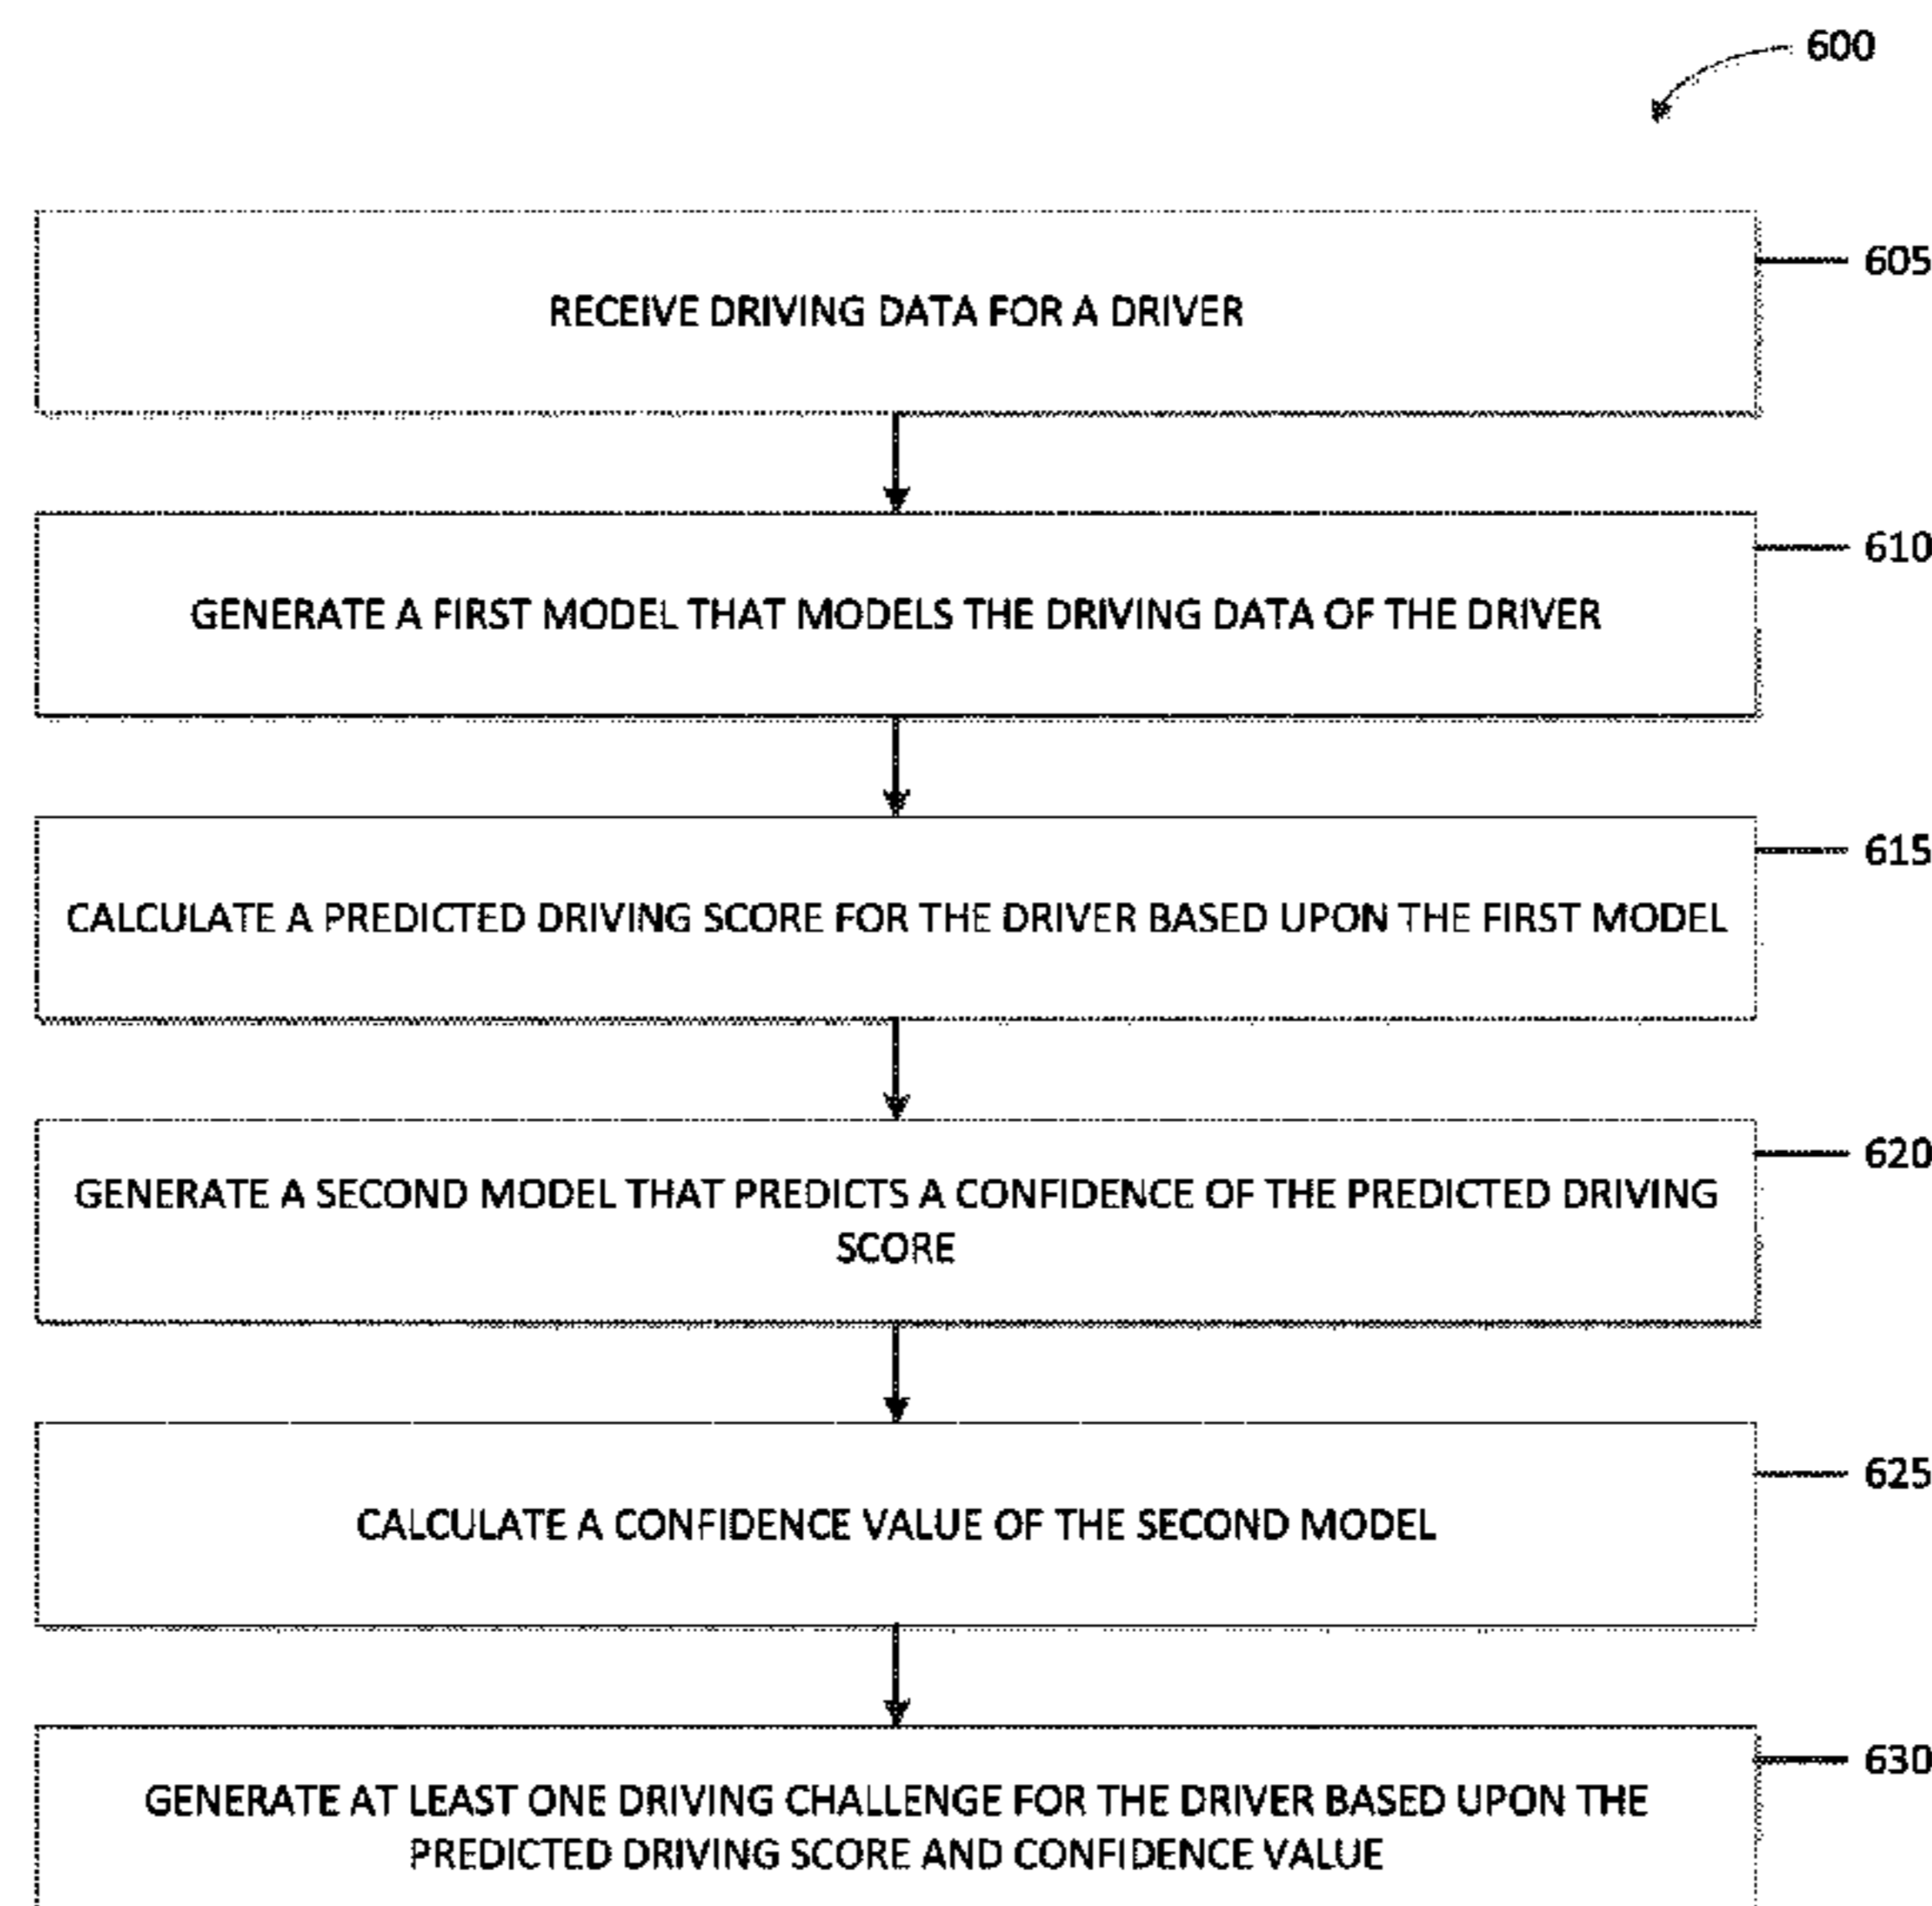 600
RECEIVE DRIVING DATA FOR A DRIVER
605
GENERATE A FIRST MODEL THAT MODELS THE DRIVING DATA OF THE DRIVER
610
CALCULATE A PREDICTED DRIVING SCORE FOR THE DRIVER BASED UPON THE FIRST MODEL
615
GENERATE A SECOND MODEL THAT PREDICTS A CONFIDENCE OF THE PREDICTED DRIVING
SCORE
620
CALCULATE A CONFIDENCE VALUE OF THE SECOND MODEL
625
GENERATE AT LEAST ONE DRIVING CHALLENGE FOR THE DRIVER BASED UPON THE
PREDICTED DRIVING SCORE AND CONFIDENCE VALUE
630